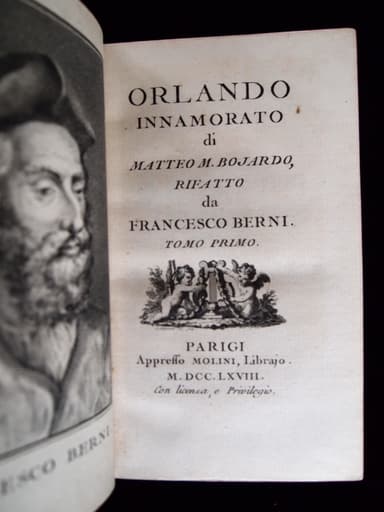 ESCO BERNI
ORLANDO
INNAMORATO
di
MATTEO M. BOJARDO,
RIFATTO
da
FRANCESCO BERNI.
TOMO PRIMO.
PARIGI
Appresso MOLINI, Librajo.
M. DCC. LXVIII.
Con licenza, e Privilegio.